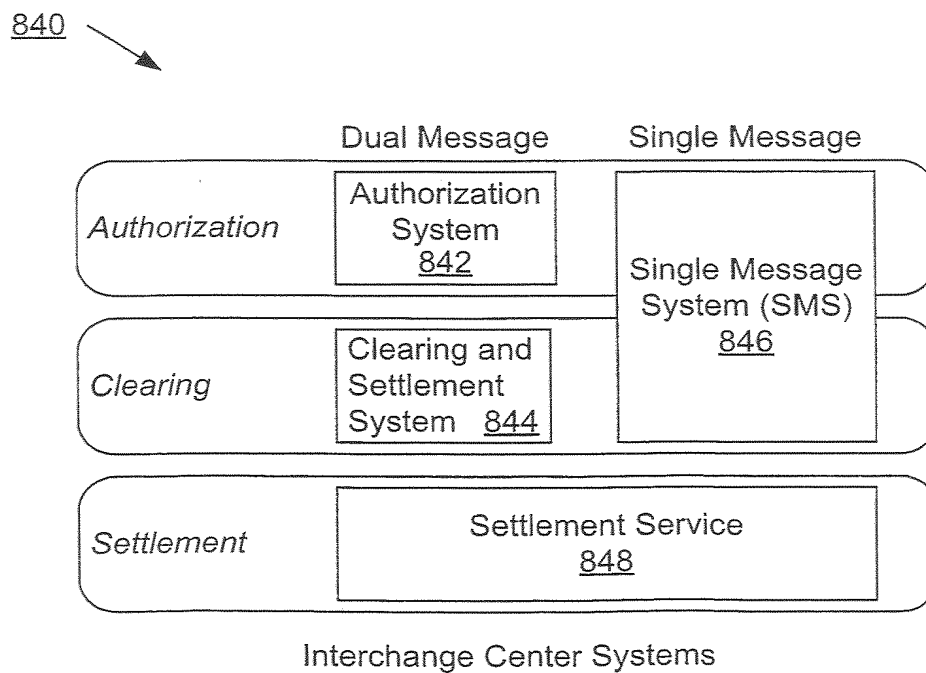 840
Dual Message
Single Message
Authorization
Authorization
System
842
Single Message
System (SMS)
846
Clearing
Clearing and
Settlement
System 844
Settlement
Settlement Service
848
Interchange Center Systems